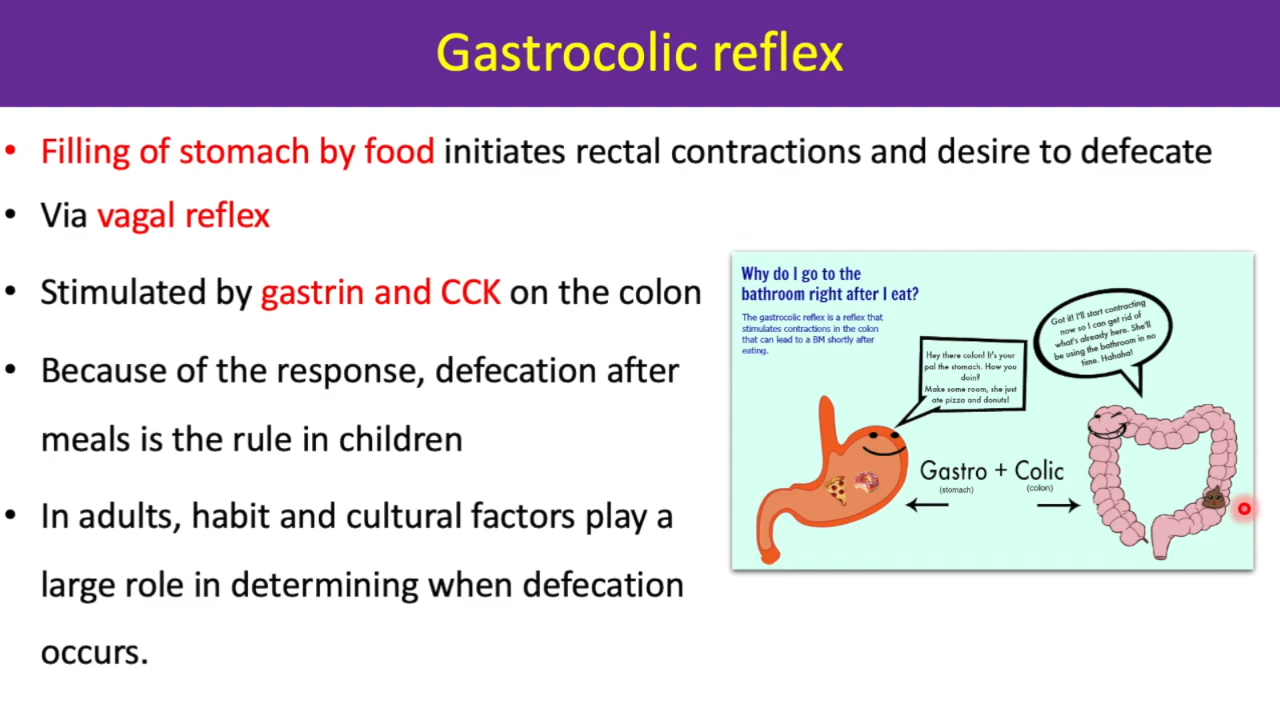 Gastrocolic reflex
• Filling of stomach by food initiates rectal contractions and desire to defecate
• Via vagal reflex
• Stimulated by gastrin and CCK on the colon
• Because of the response, defecation after
meals is the rule in children
• In adults, habit and cultural factors play a
large role in determining when defecation
occurs.
Why do I go to the
bathroom right after I eat?
The gastrocolic reflex is a reflex that
stimulates contractions in the colon
that can lead to a BM shortly after
eating.
Hey there colon! It's your
pal the stomach. How you
doin?
Make some room, she just
ate pizza and donuts!
Got it! I'll start contracting
now so I can get rid of
what's already here. She'll
be using the bathroom in no
time. Hahaha!
Gastro + Colic
(stomach) (colon)